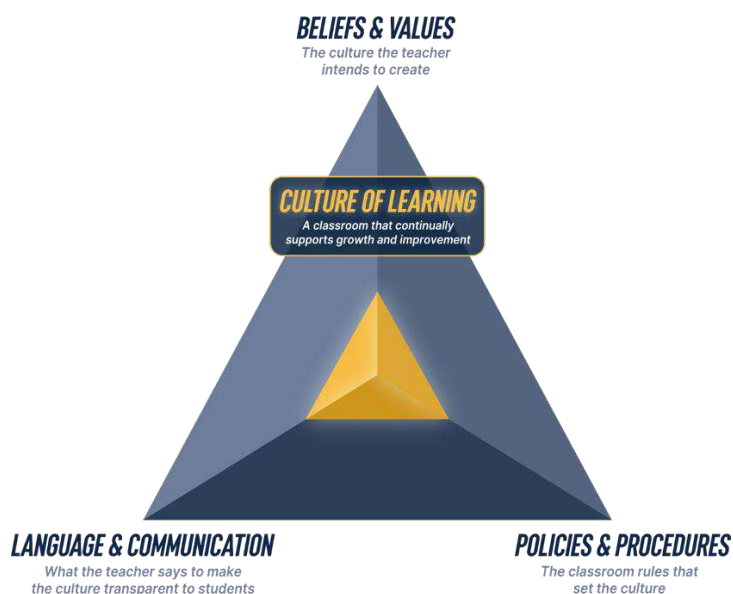 BELIEFS & VALUES
The culture the teacher
intends to create
CULTURE OF LEARNING
A classroom that continually
supports growth and improvement
LANGUAGE & COMMUNICATION
What the teacher says to make
the culture transparent to students
POLICIES & PROCEDURES
The classroom rules that
set the culture